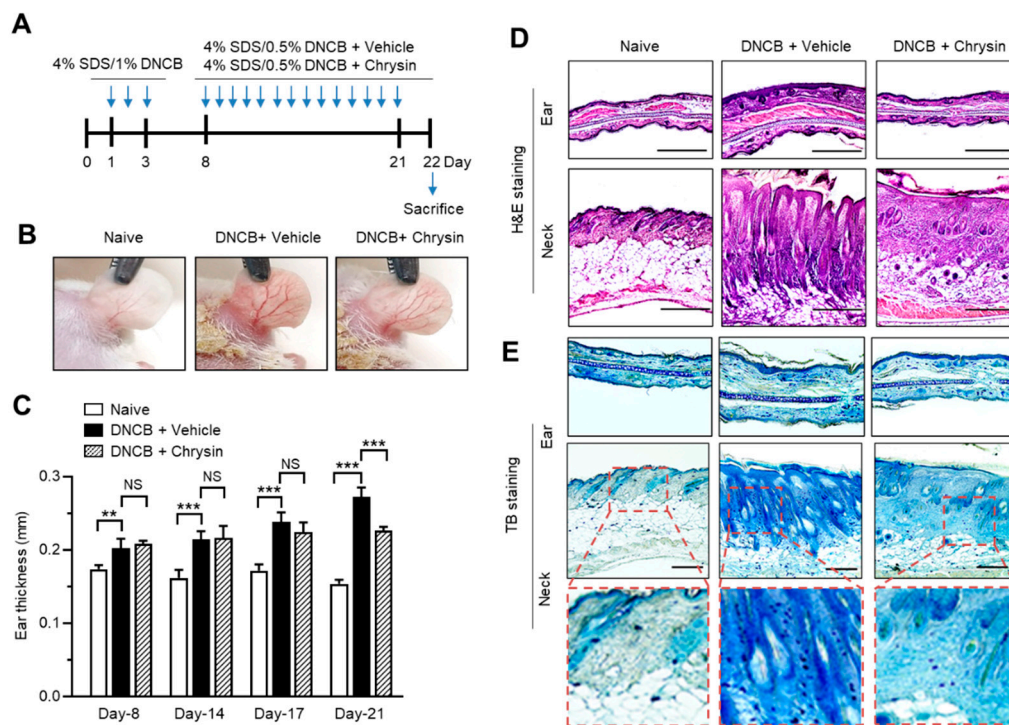 A
4% SDS/1% DNCB
4% SDS/0.5% DNCB + Vehicle
4% SDS/0.5% DNCB + Chrysin
0 1 3 8 21 22 Day
Sacrifice
B
Naive DNCB+ Vehicle DNCB+ Chrysin
C
Naive
DNCB + Vehicle
DNCB + Chrysin
Ear thickness (mm)
0.3
0.2
0.1
0.0
** NS
*** NS
*** NS
*** ***
Day-8 Day-14 Day-17 Day-21
D
Naive DNCB + Vehicle DNCB + Chrysin
H&E staining
Ear
Neck
E
TB staining
Ear
Neck